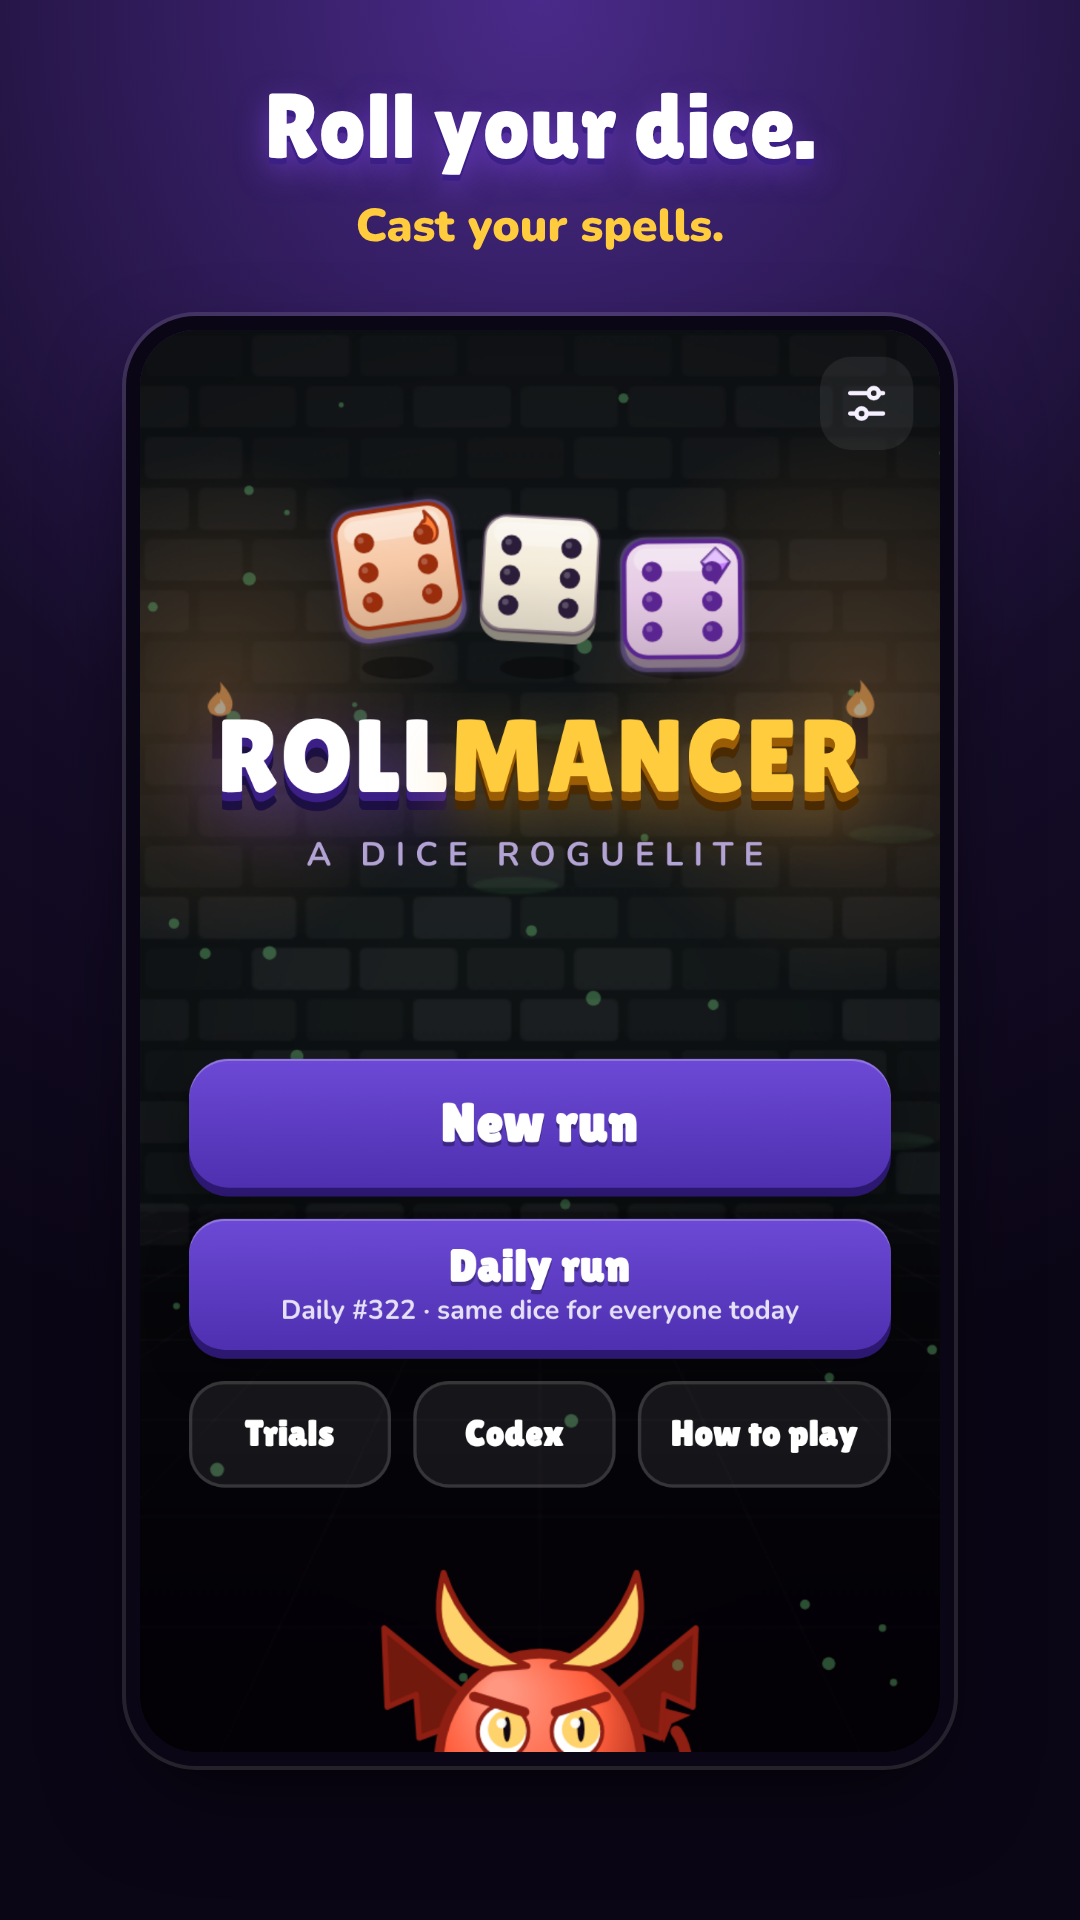 Roll your dice.
Cast your spells.
ROLLMANCER
A DICE ROGUELITE
New run
Daily run
Daily #322 · same dice for everyone today
Trials
Codex
How to play